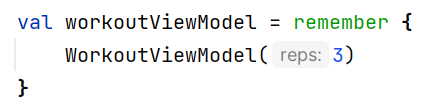 val workoutViewModel = remember {
    WorkoutViewModel( reps: 3)
}